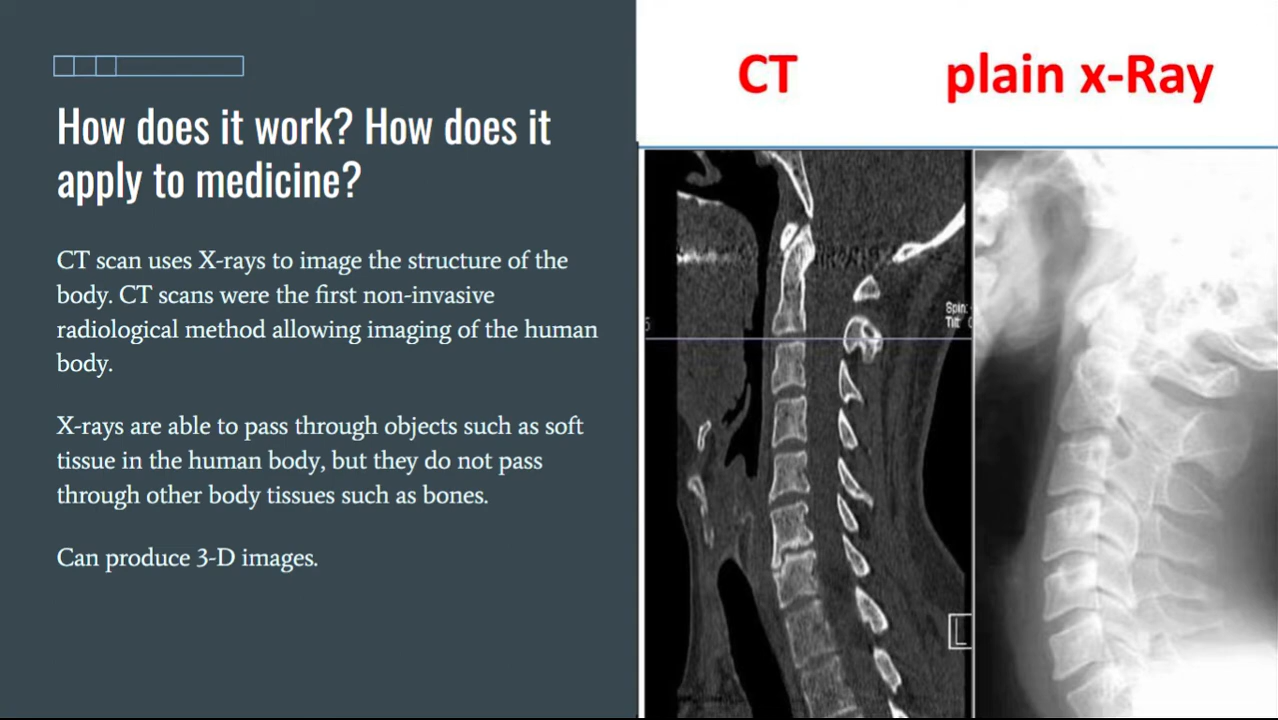 How does it work? How does it
apply to medicine?
CT scan uses X-rays to image the structure of the
body. CT scans were the first non-invasive
radiological method allowing imaging of the human
body.
X-rays are able to pass through objects such as soft
tissue in the human body, but they do not pass
through other body tissues such as bones.
Can produce 3-D images.
CT
plain x-Ray
Spin:
Tilt:
L